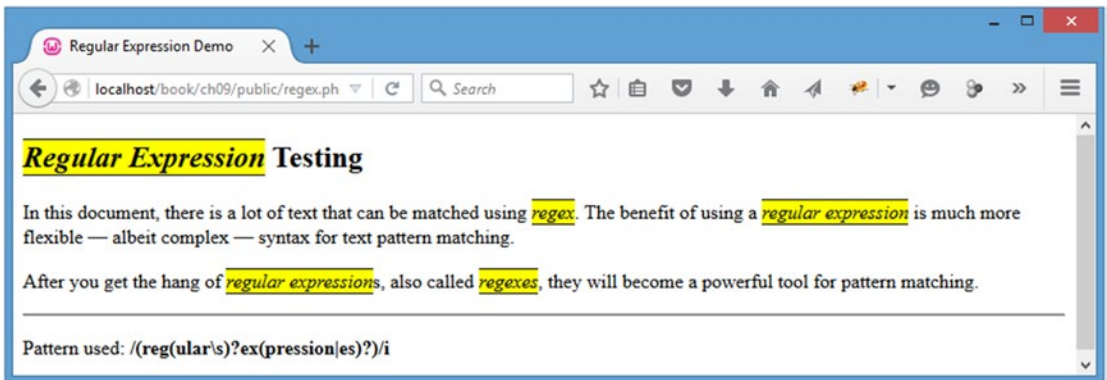 Regular Expression Demo
localhost/book/ch09/public/regex.ph
Search
Regular Expression Testing
In this document, there is a lot of text that can be matched using regex. The benefit of using a regular expression is much more
flexible — albeit complex — syntax for text pattern matching.
After you get the hang of regular expressions, also called regexes, they will become a powerful tool for pattern matching.
Pattern used: /(reg(ular\s)?ex(pression|es)?)/i